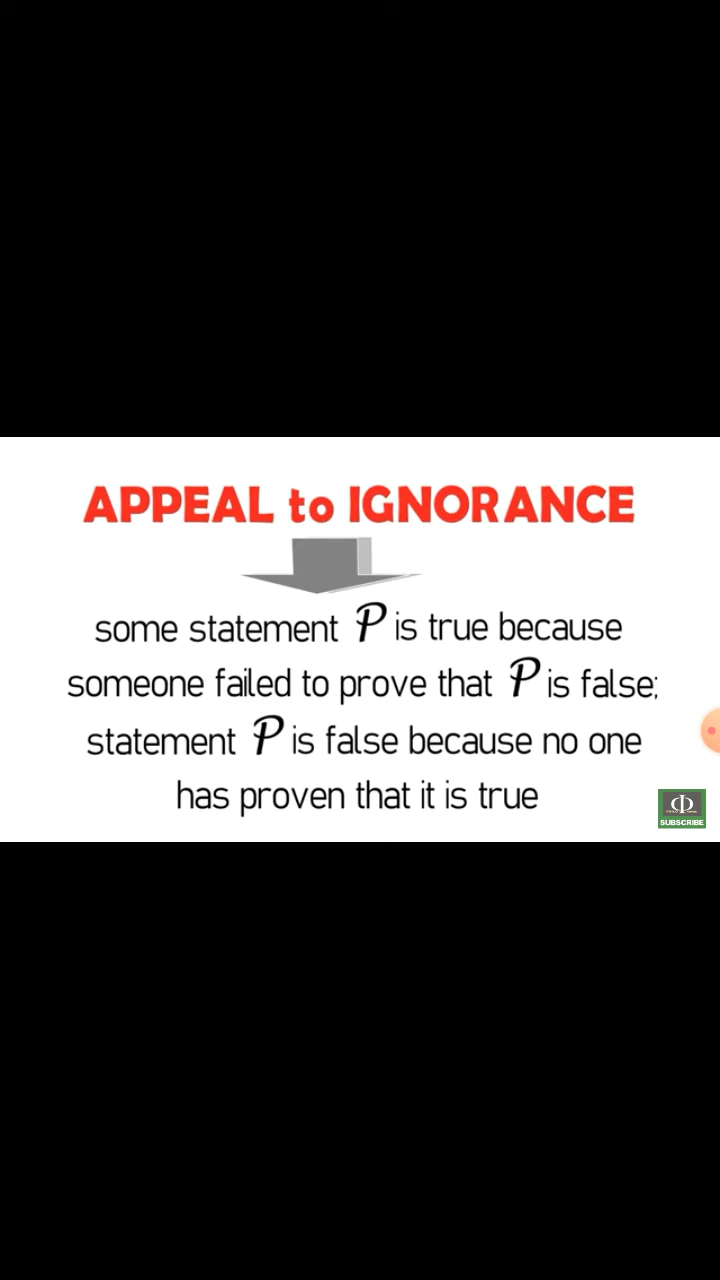 APPEAL to IGNORANCE
some statement P is true because
someone failed to prove that P is false;
statement P is false because no one
has proven that it is true
SUBSCRIBE